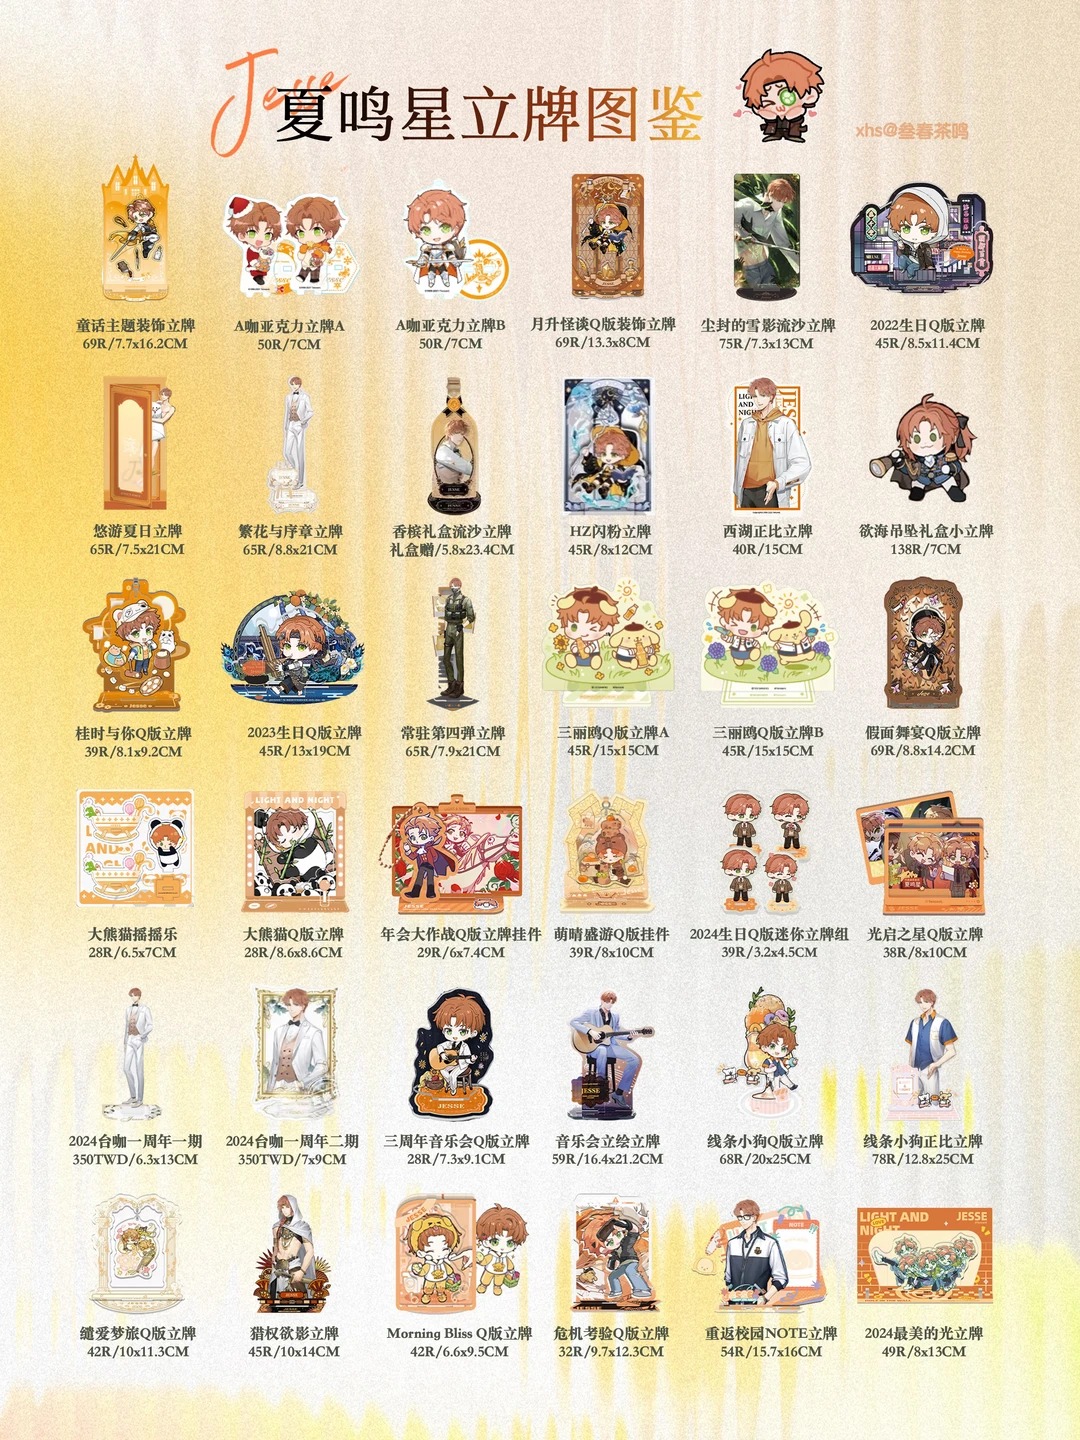 Jesse
夏鸣星立牌图鉴
xhs@叁春茶鸣
童话主题装饰立牌
69R/7.7x16.2CM
A咖亚克力立牌A
50R/7CM
A咖亚克力立牌B
50R/7CM
月升怪谈Q版装饰立牌
69R/13.3x8CM
尘封的雪影流沙立牌
75R/7.3x13CM
2022生日Q版立牌
45R/8.5x11.4CM
LIGHT
AND
NIGHT
JESSE
悠游夏日立牌
65R/7.5x21CM
繁花与序章立牌
65R/8.8x21CM
香槟礼盒流沙立牌
礼盒赠/5.8x23.4CM
HZ闪粉立牌
45R/8x12CM
西湖正比立牌
40R/15CM
欲海吊坠礼盒小立牌
138R/7CM
JESSE
桂时与你Q版立牌
39R/8.1x9.2CM
2023生日Q版立牌
45R/13x19CM
常驻第四弹立牌
65R/7.9x21CM
三丽鸥Q版立牌A
45R/15x15CM
三丽鸥Q版立牌B
45R/15x15CM
假面舞宴Q版立牌
69R/8.8x14.2CM
LIGHT AND NIGHT
大熊猫摇摇乐
28R/6.5x7CM
大熊猫Q版立牌
28R/8.6x8.6CM
年会大作战Q版立牌挂件
29R/6x7.4CM
萌晴盛游Q版挂件
39R/8x10CM
2024生日Q版迷你立牌组
39R/3.2x4.5CM
光启之星Q版立牌
38R/8x10CM
JESSE
JESSE
2024台咖一周年一期
350TWD/6.3x13CM
2024台咖一周年二期
350TWD/7x9CM
三周年音乐会Q版立牌
28R/7.3x9.1CM
音乐会立绘立牌
59R/16.4x21.2CM
线条小狗Q版立牌
68R/20x25CM
线条小狗正比立牌
78R/12.8x25CM
NOTE
LIGHT AND
NIGHT
JESSE
缱爱梦旅Q版立牌
42R/10x11.3CM
猎权欲影立牌
45R/10x14CM
Morning Bliss Q版立牌
42R/6.6x9.5CM
危机考验Q版立牌
32R/9.7x12.3CM
重返校园NOTE立牌
54R/15.7x16CM
2024最美的光立牌
49R/8x13CM